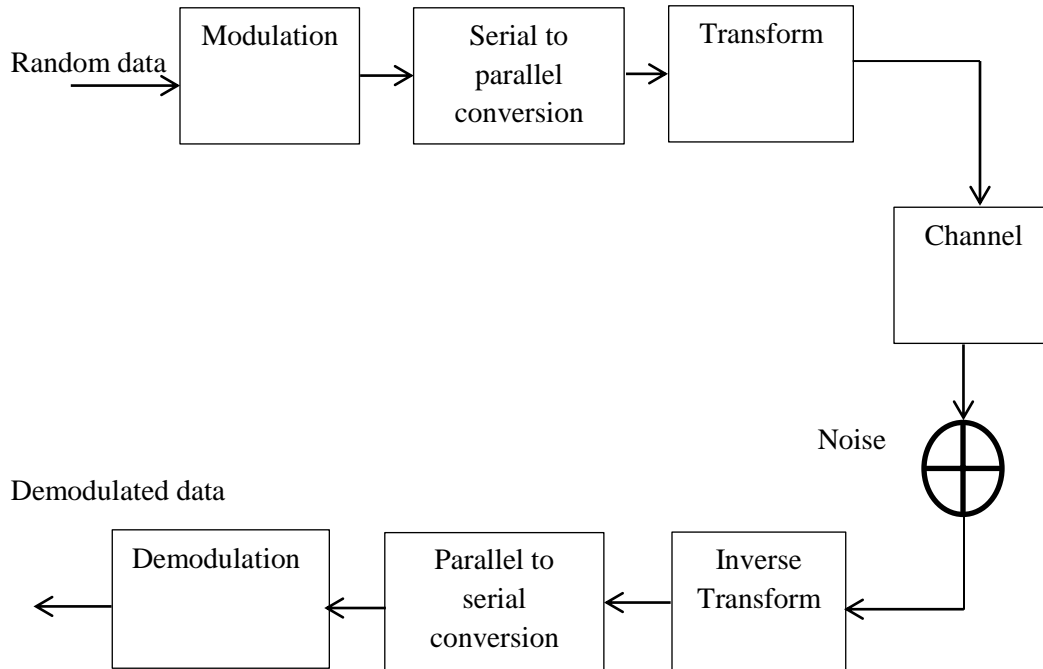 Random data
Modulation
Serial to
parallel
conversion
Transform
Channel
Noise
Inverse
Transform
Parallel to
serial
conversion
Demodulation
Demodulated data